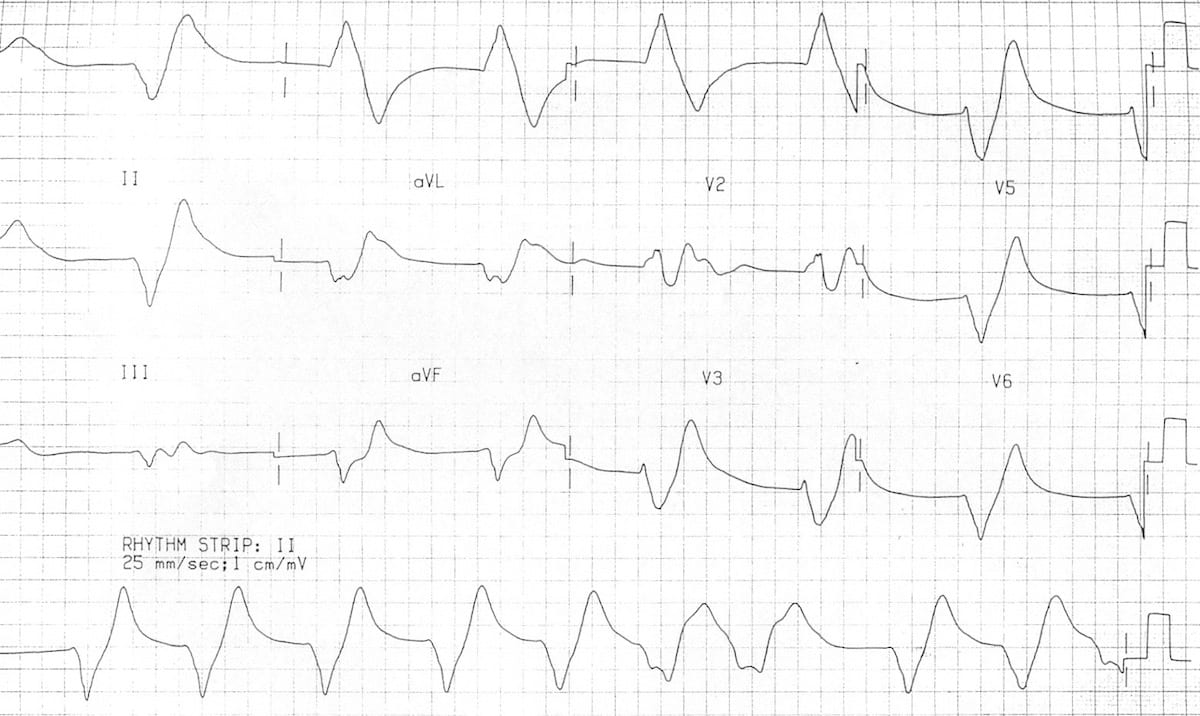 II
aVL
V2
V5
III
aVF
V3
V6
RHYTHM STRIP: II
25 mm/sec;1 cm/mV